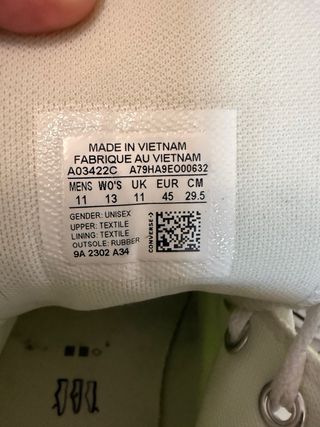 MADE IN VIETNAM
FABRIQUE AU VIETNAM
A03422C A79HA9EO00632
MENS WO'S UK EUR CM
11 13 11 45 29.5
GENDER: UNISEX
UPPER: TEXTILE
LINING: TEXTILE
OUTSOLE: RUBBER
9A 2302 A34
CONVERSE